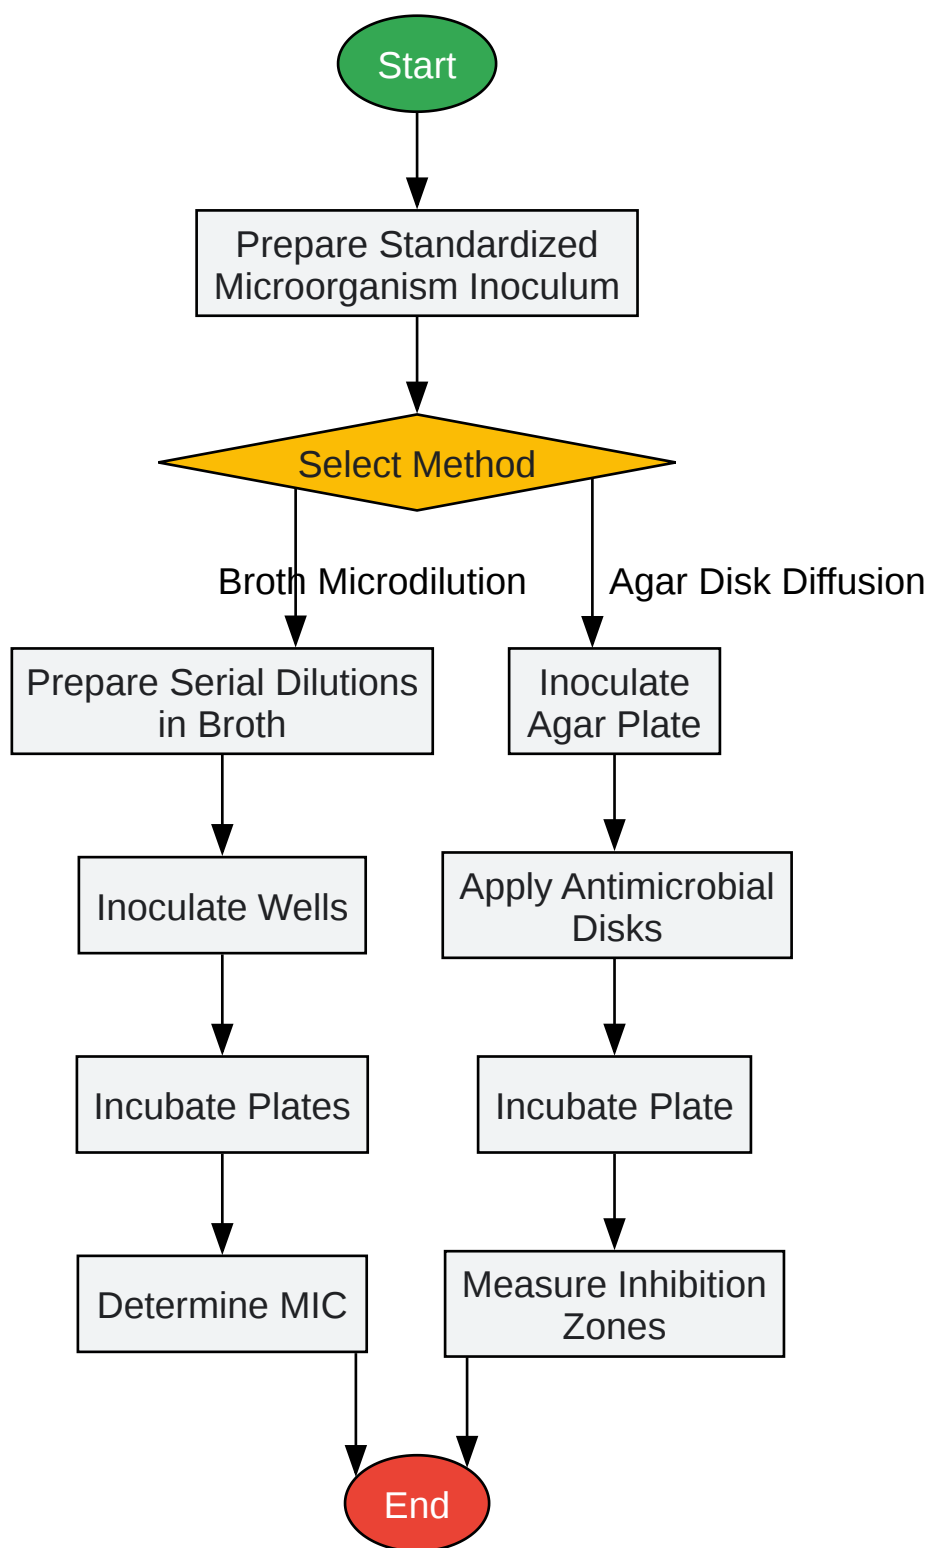 Start
Prepare Standardized
Microorganism Inoculum
Select Method
Broth Microdilution
Agar Disk Diffusion
Prepare Serial Dilutions
in Broth
Inoculate
Agar Plate
Inoculate Wells
Apply Antimicrobial
Disks
Incubate Plates
Incubate Plate
Determine MIC
Measure Inhibition
Zones
End